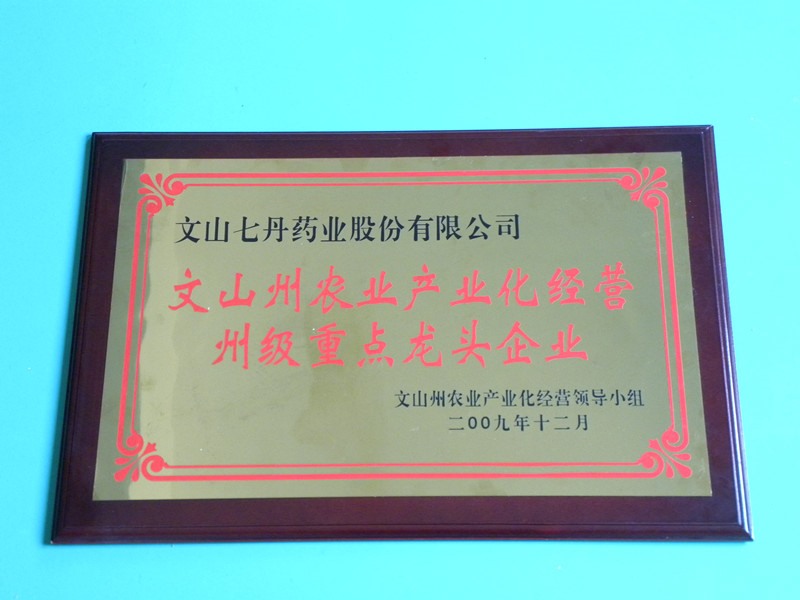 文山七丹药业股份有限公司
文山州农业产业化经营
州级重点龙头企业
文山州农业产业化经营领导小组
二00九年十二月